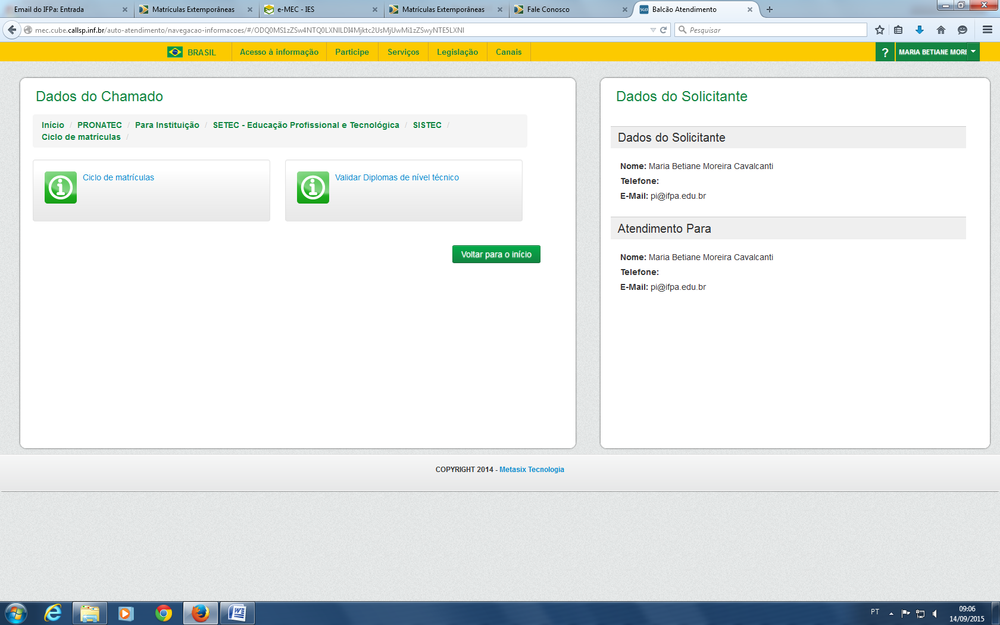 Email do IFPa: Entrada
Matrículas Extemporâneas
e-MEC - IES
Matrículas Extemporâneas
Fale Conosco
SGD
Balcão Atendimento
mec.cube.callsp.inf.br/auto-atendimento/navegacao-informacoes/#/ODQ0MS1zZSw4NTQ0LXNlLDI4Mjktc2UsMjUwMi1zZSwyNTE5LXNl
Pesquisar
BRASIL
Acesso à informação
Participe
Serviços
Legislação
Canais
?
MARIA BETIANE MORE
Dados do Chamado
Início / PRONATEC / Para Instituição / SETEC - Educação Profissional e Tecnológica / SISTEC /
Ciclo de matrículas /
Ciclo de matrículas
Validar Diplomas de nível técnico
Voltar para o início
Dados do Solicitante
Dados do Solicitante
Nome: Maria Betiane Moreira Cavalcanti
Telefone:
E-Mail: pi@ifpa.edu.br
Atendimento Para
Nome: Maria Betiane Moreira Cavalcanti
Telefone:
E-Mail: pi@ifpa.edu.br
COPYRIGHT 2014 - Metasix Tecnologia
PT
09:06
14/09/2015